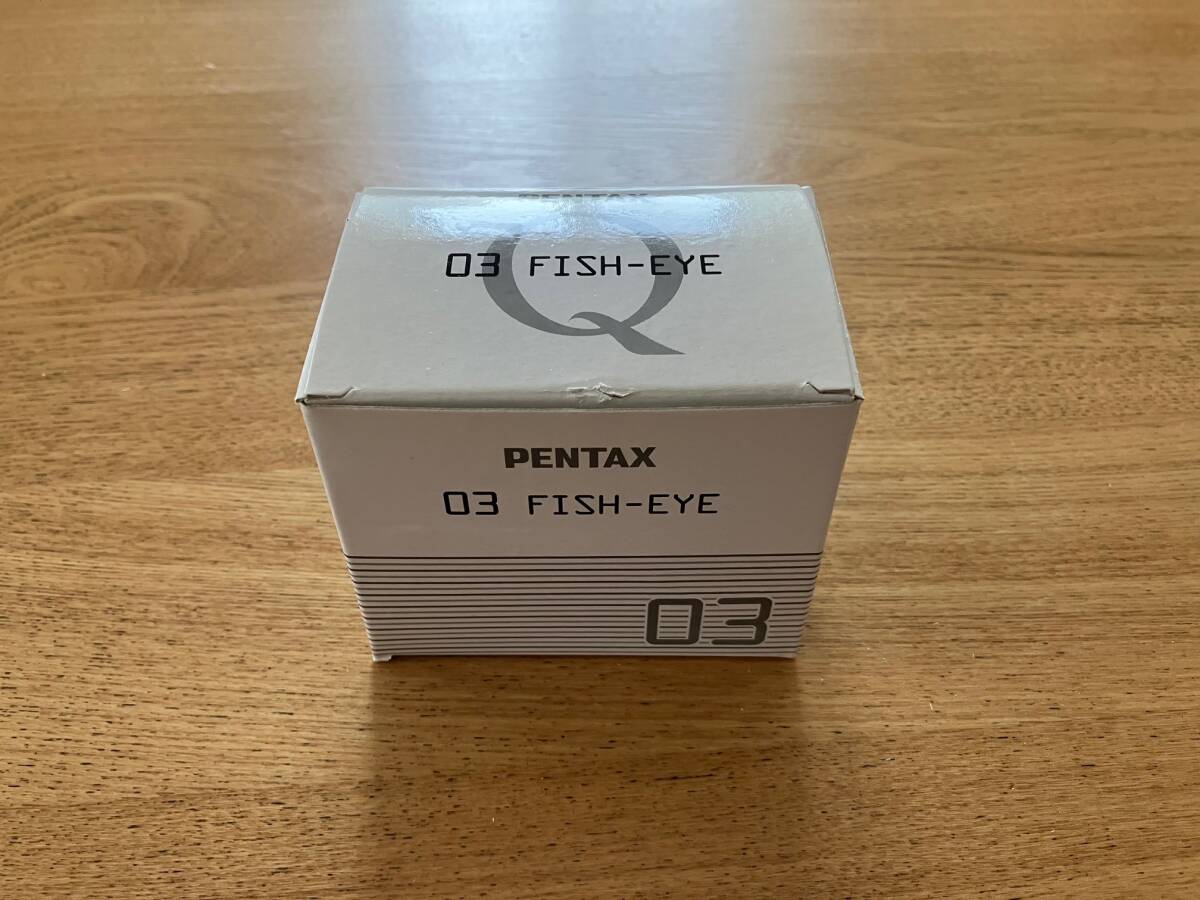 PENTAX
Q
03 FISH-EYE
PENTAX
03 FISH-EYE
03